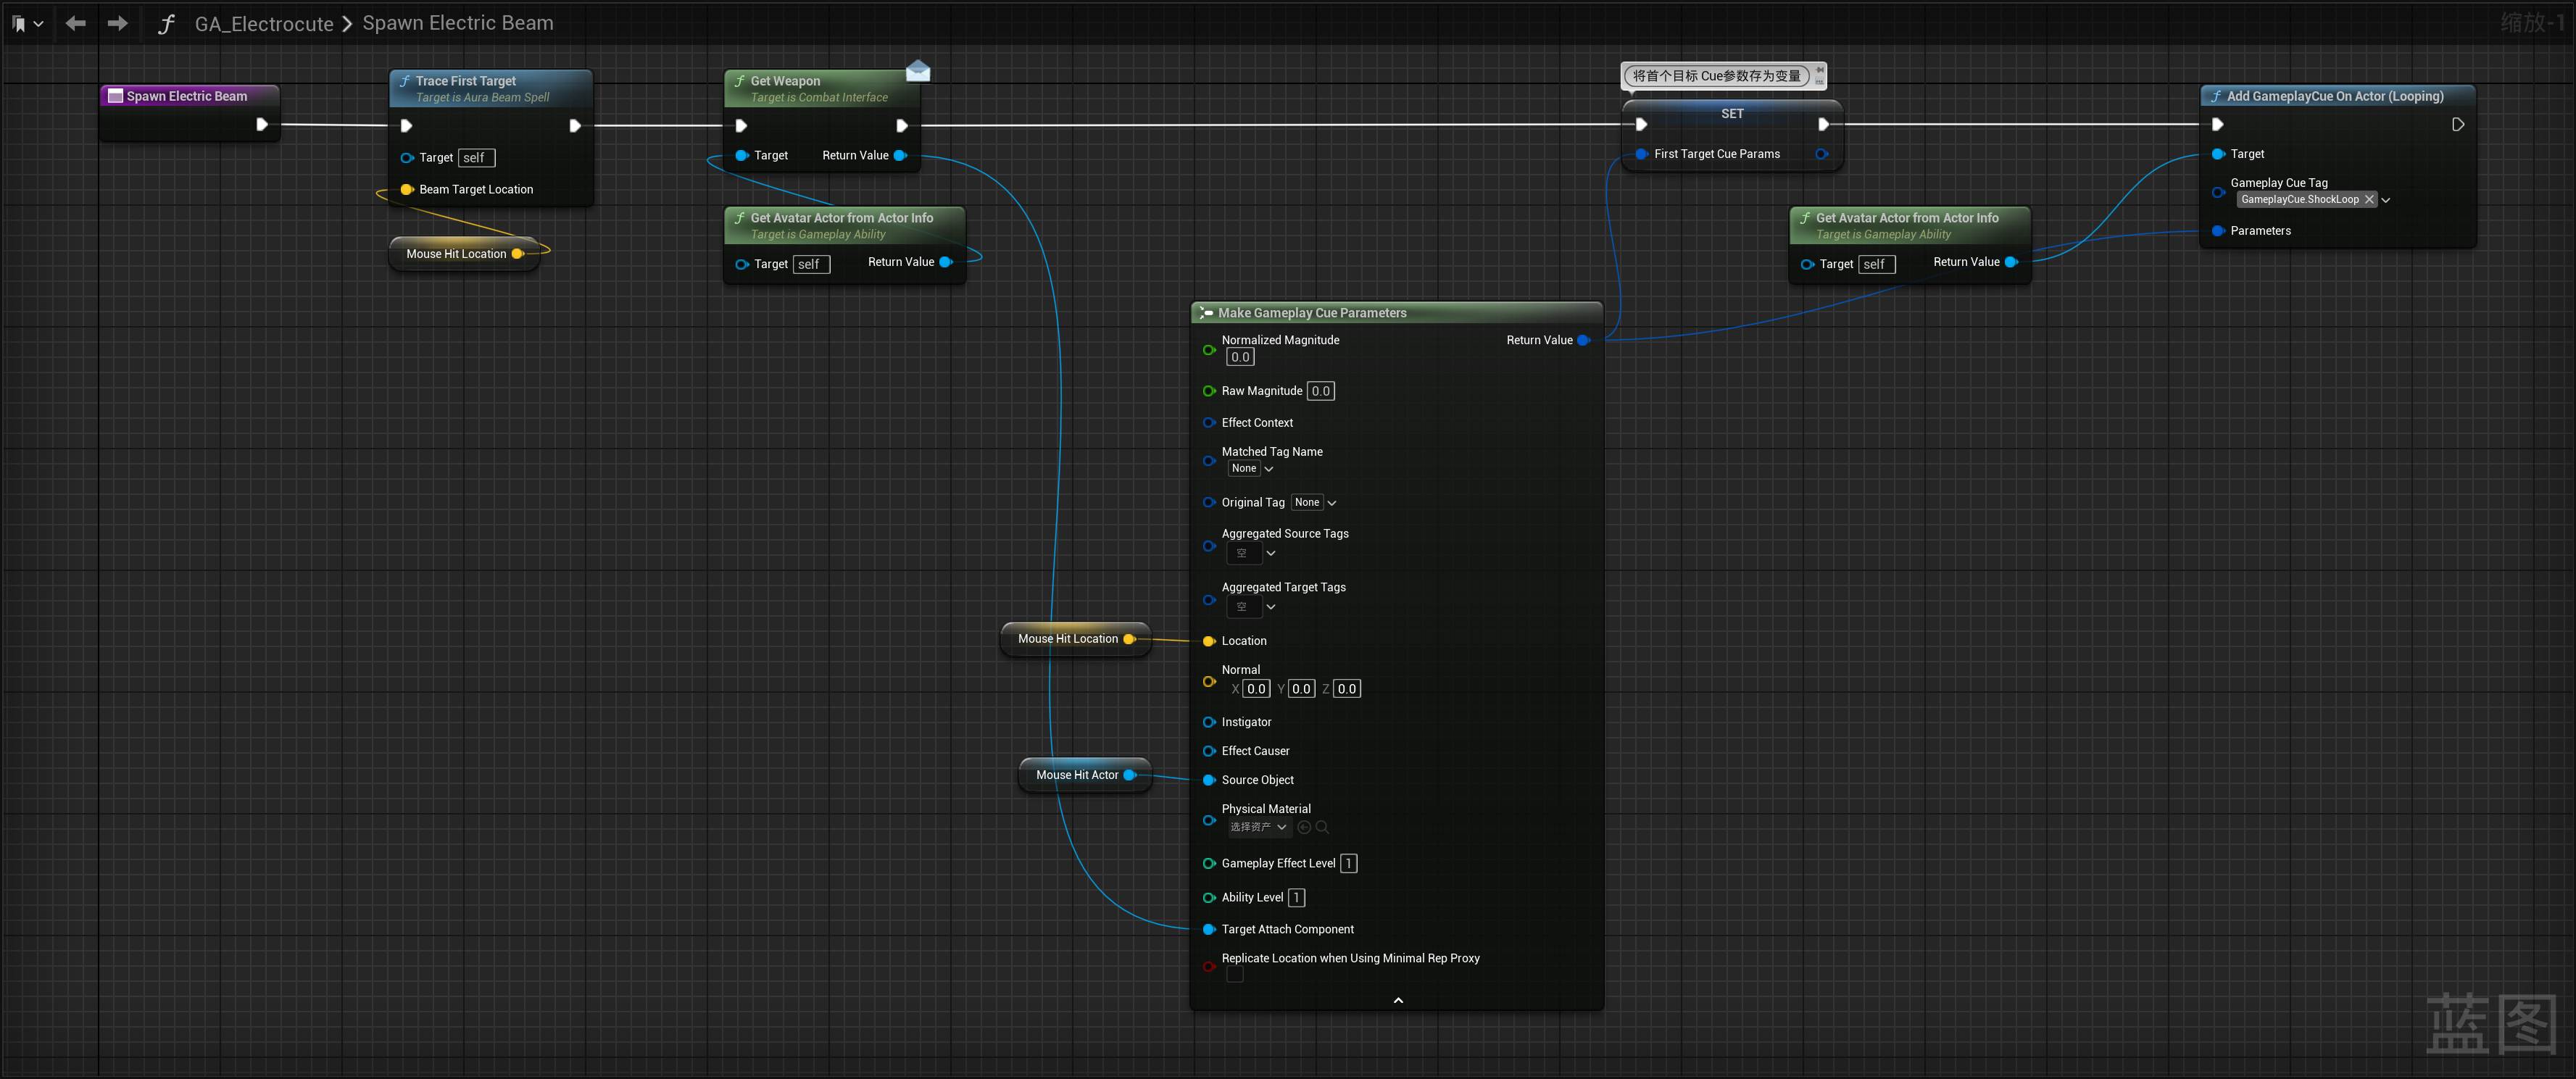 GA_Electrocute > Spawn Electric Beam
缩放-1
Spawn Electric Beam
Trace First Target
Target is Aura Beam Spell
Target self
Beam Target Location
Mouse Hit Location
Get Weapon
Target is Combat Interface
Target Return Value
Get Avatar Actor from Actor Info
Target is Gameplay Ability
Target self Return Value
将首个目标 Cue参数存为变量
SET
First Target Cue Params
Get Avatar Actor from Actor Info
Target is Gameplay Ability
Target self Return Value
Add GameplayCue On Actor (Looping)
Target
Gameplay Cue Tag
GameplayCue.ShockLoop
Parameters
Make Gameplay Cue Parameters
Normalized Magnitude Return Value
0.0
Raw Magnitude 0.0
Effect Context
Matched Tag Name
None
Original Tag None
Aggregated Source Tags
空
Aggregated Target Tags
空
Mouse Hit Location
Location
Normal
X 0.0 Y 0.0 Z 0.0
Instigator
Effect Causer
Mouse Hit Actor
Source Object
Physical Material
选择资产
Gameplay Effect Level 1
Ability Level 1
Target Attach Component
Replicate Location when Using Minimal Rep Proxy
蓝图